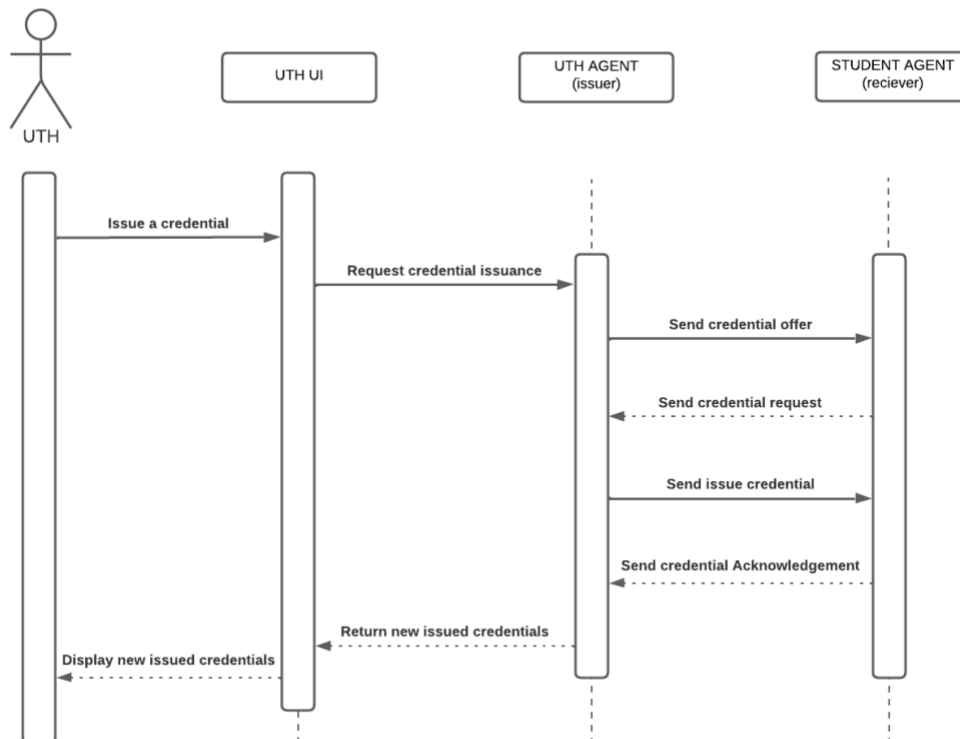 UTH
UTH UI
UTH AGENT
(issuer)
STUDENT AGENT
(reciever)
Issue a credential
Request credential issuance
Send credential offer
Send credential request
Send issue credential
Send credential Acknowledgement
Return new issued credentials
Display new issued credentials